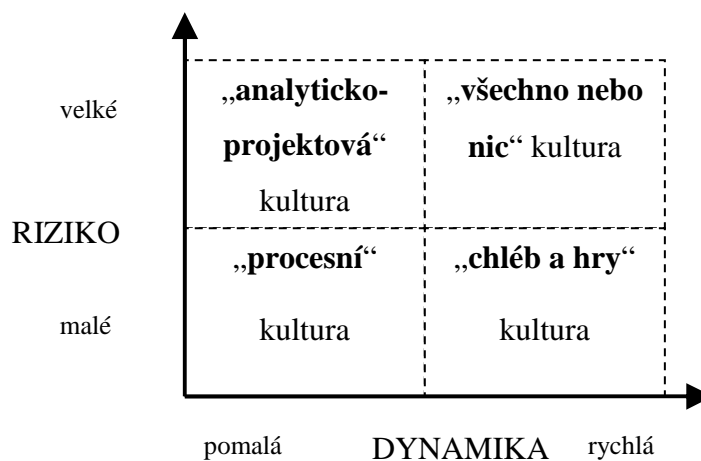 velké
„analyticko-
projektová“
kultura
„všechno nebo
nic“ kultura
RIZIKO
malé
„procesní“
kultura
„chléb a hry“
kultura
pomalá DYNAMIKA rychlá